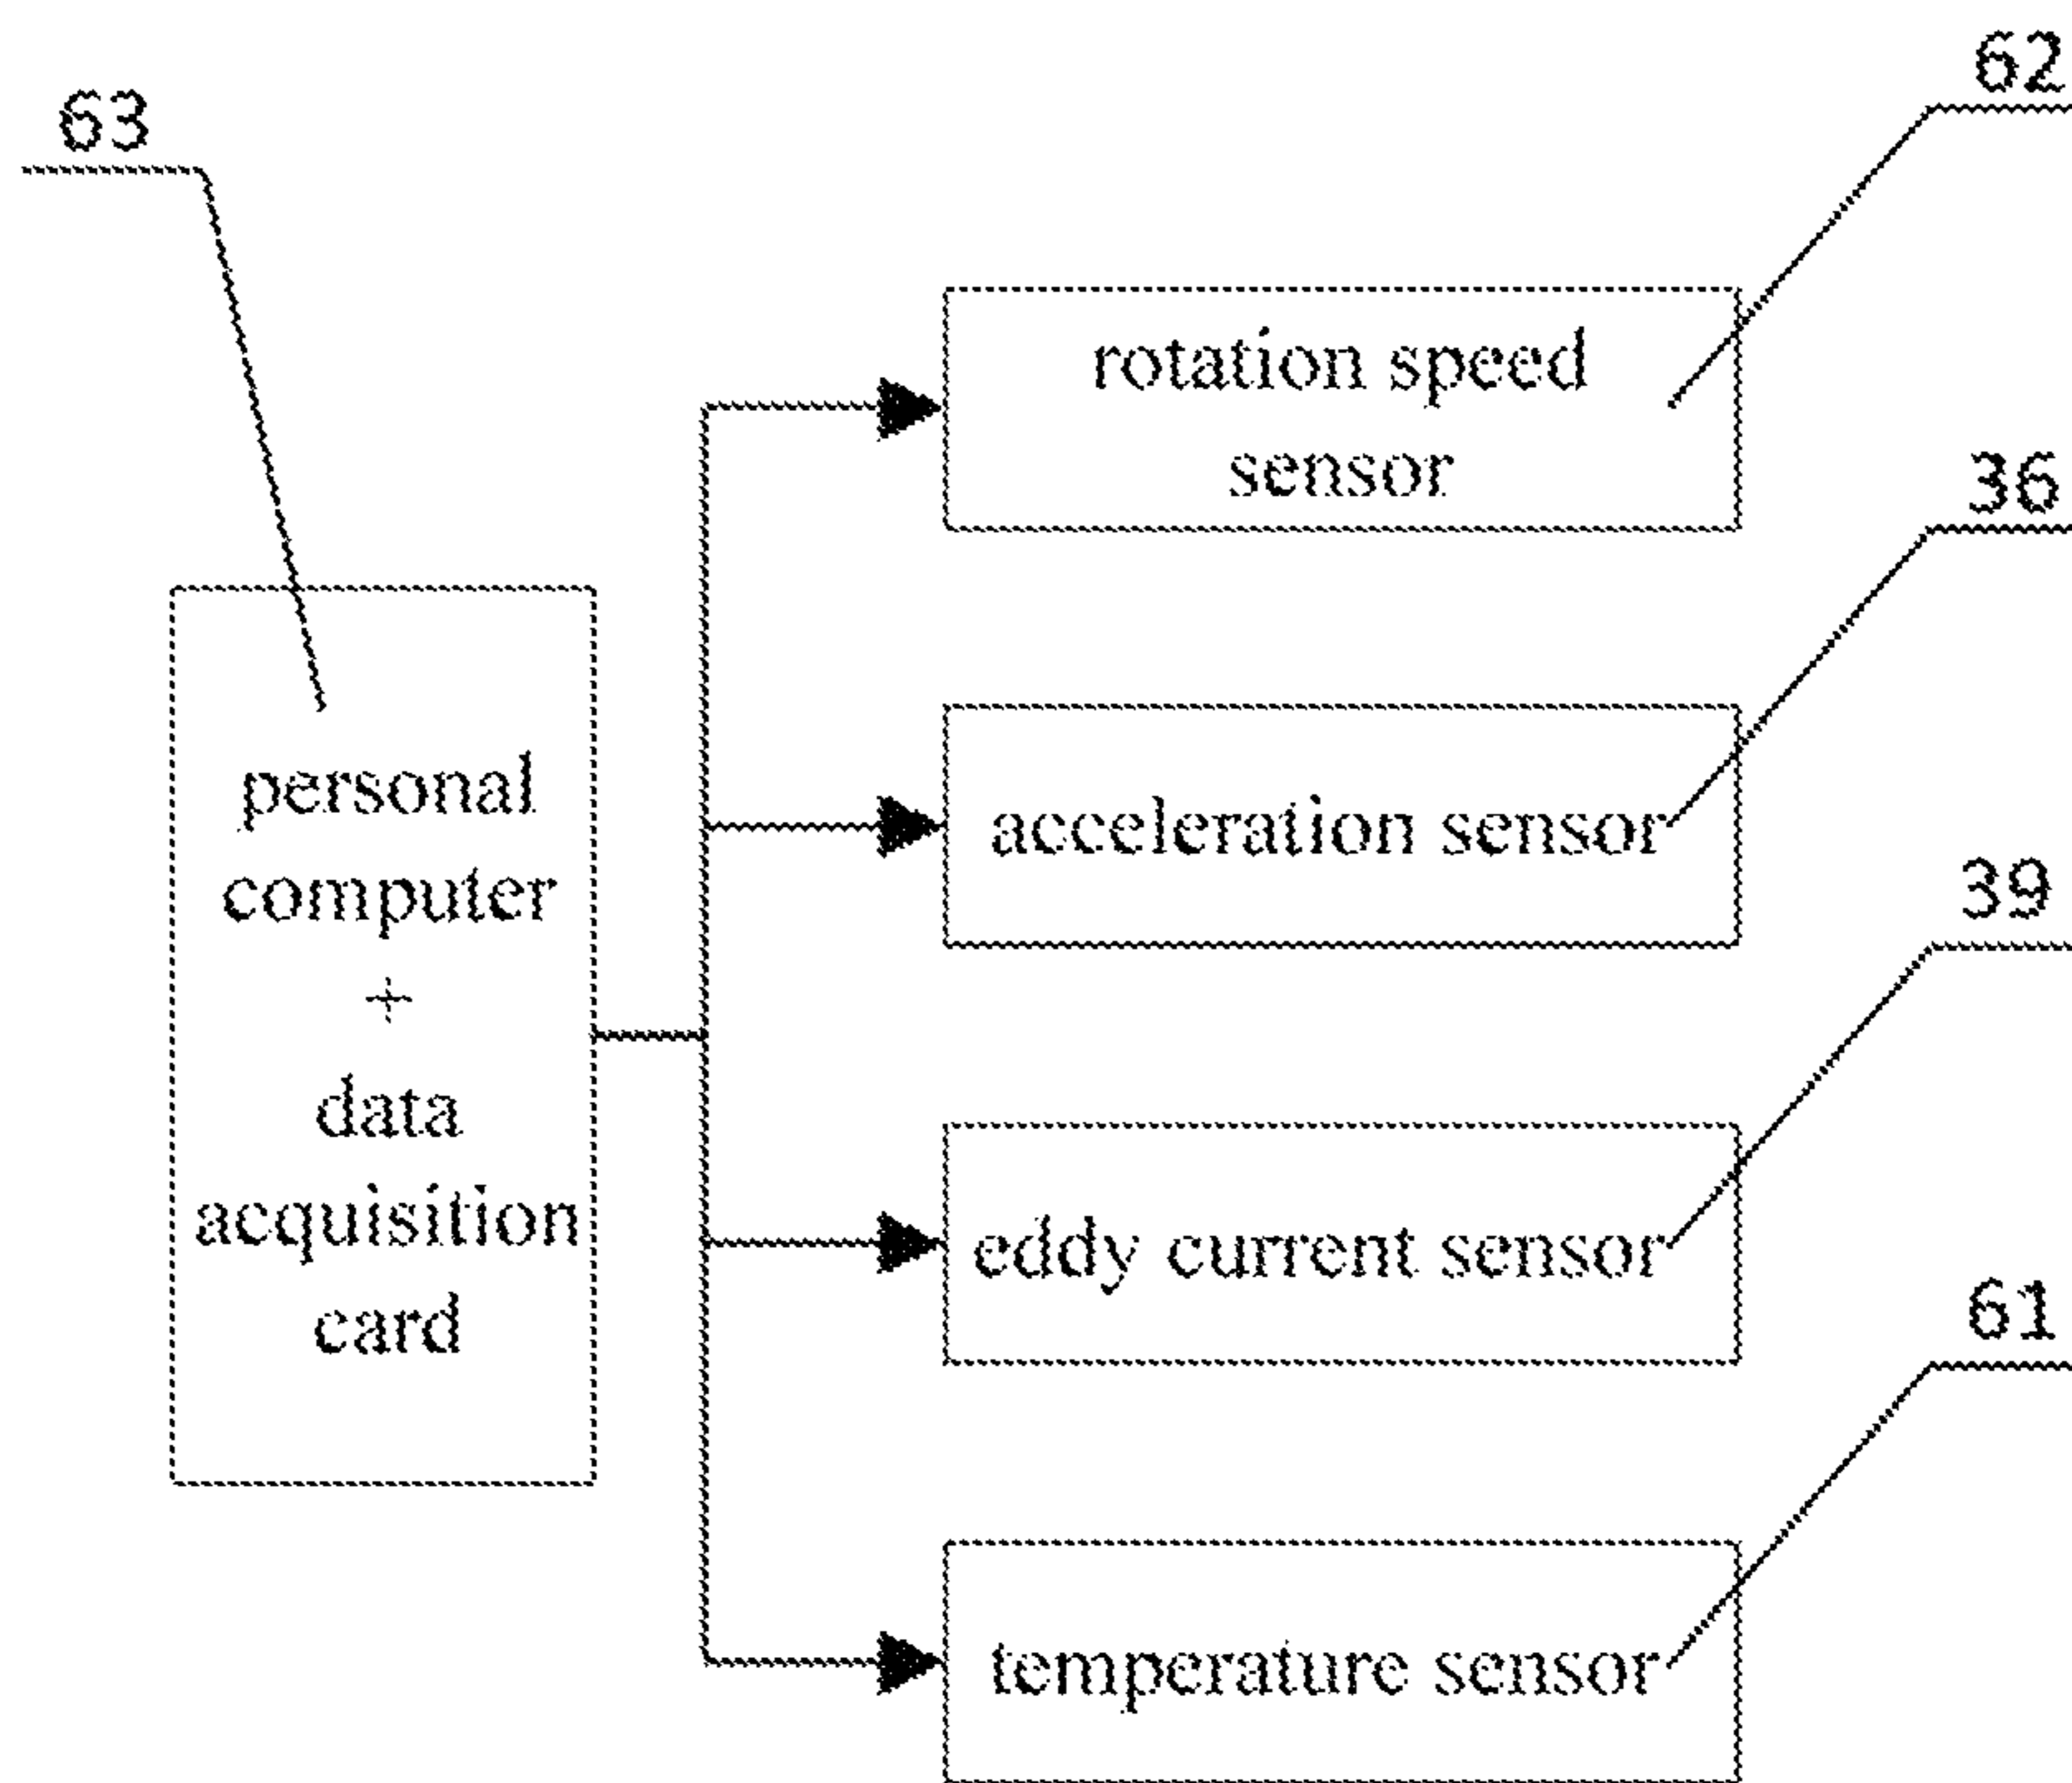 62
63
rotation speed
sensor
36
personal
computer
+
data
acquisition
card
acceleration sensor
39
eddy current sensor
61
temperature sensor